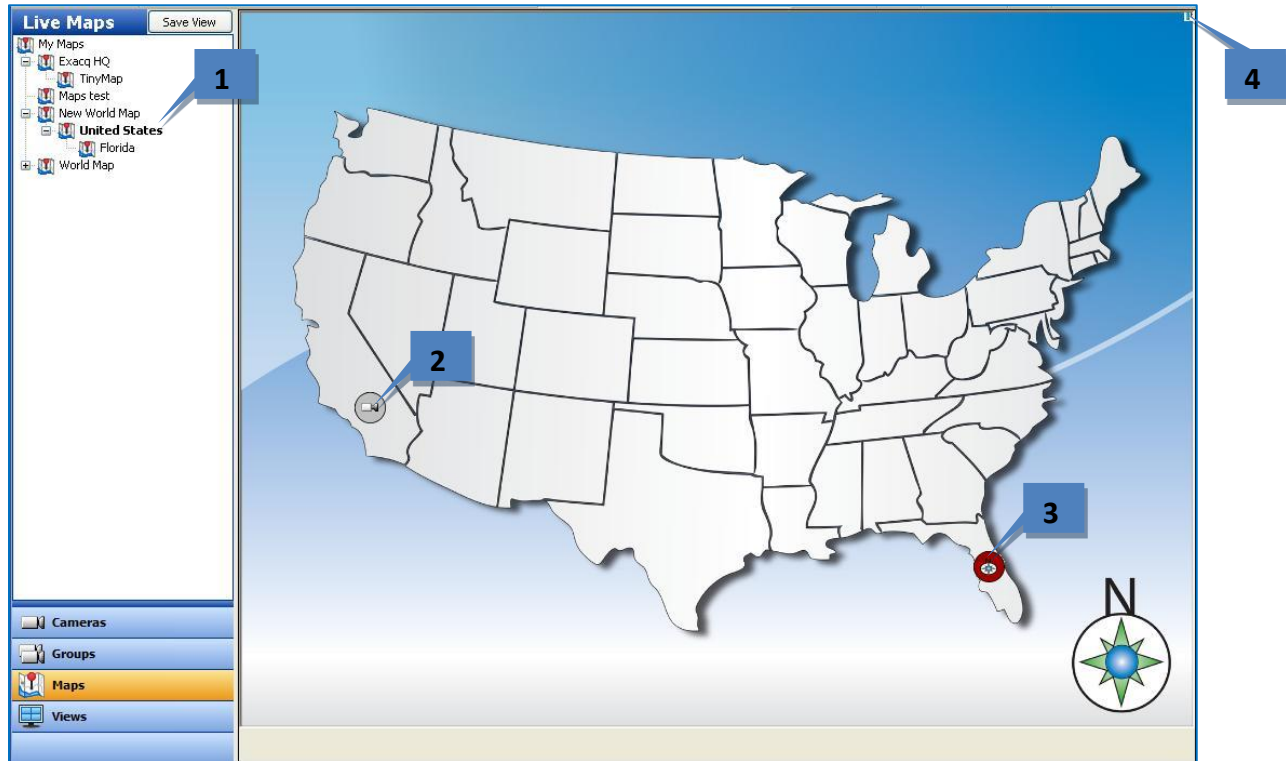 Live Maps
Save View
My Maps
Exacq HQ
TinyMap
Maps test
New World Map
United States
Florida
World Map
1
2
3
4
N
Cameras
Groups
Maps
Views